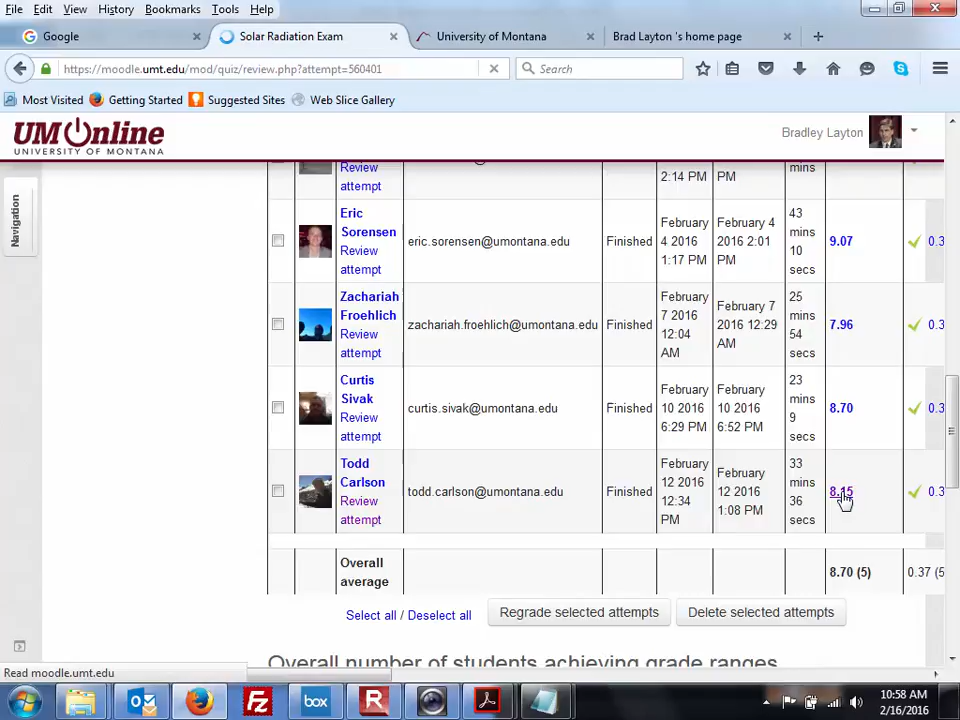 File Edit View History Bookmarks Tools Help
Google × Solar Radiation Exam × University of Montana × Brad Layton 's home page × +
https://moodle.umt.edu/mod/quiz/review.php?attempt=560401 Search
Most Visited Getting Started Suggested Sites Web Slice Gallery
UMOnline
UNIVERSITY OF MONTANA
Bradley Layton
Navigation
Review
attempt
2:14 PM
PM
mins
Eric
Sorensen
Review
attempt
eric.sorensen@umontana.edu
Finished
February
4 2016
1:17 PM
February 4
2016 2:01
PM
43
mins
10
secs
9.07
0.3
Zachariah
Froehlich
Review
attempt
zachariah.froehlich@umontana.edu
Finished
February
7 2016
12:04
AM
February 7
2016 12:29
AM
25
mins
54
secs
7.96
0.3
Curtis
Sivak
Review
attempt
curtis.sivak@umontana.edu
Finished
February
10 2016
6:29 PM
February
10 2016
6:52 PM
23
mins
9
secs
8.70
0.3
Todd
Carlson
Review
attempt
todd.carlson@umontana.edu
Finished
February
12 2016
12:34
PM
February
12 2016
1:08 PM
33
mins
36
secs
8.15
0.3
Overall
average
8.70 (5)
0.37 (5
Select all / Deselect all
Regrade selected attempts
Delete selected attempts
Overall number of students achieving grade ranges
Read moodle.umt.edu
box
10:58 AM
2/16/2016